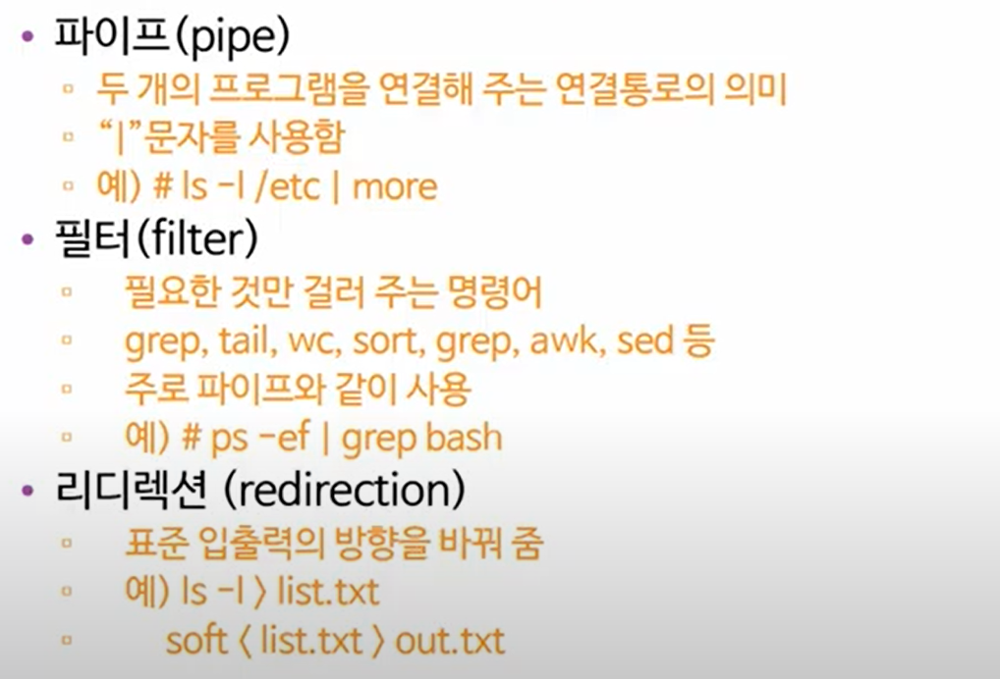 • 파이프(pipe)
▫ 두 개의 프로그램을 연결해 주는 연결통로의 의미
▫ “|”문자를 사용함
▫ 예) # ls -l /etc | more
• 필터(filter)
▫ 필요한 것만 걸러 주는 명령어
▫ grep, tail, wc, sort, grep, awk, sed 등
▫ 주로 파이프와 같이 사용
▫ 예) # ps -ef | grep bash
• 리디렉션 (redirection)
▫ 표준 입출력의 방향을 바꿔 줌
▫ 예) ls -l > list.txt
▫ soft < list.txt > out.txt